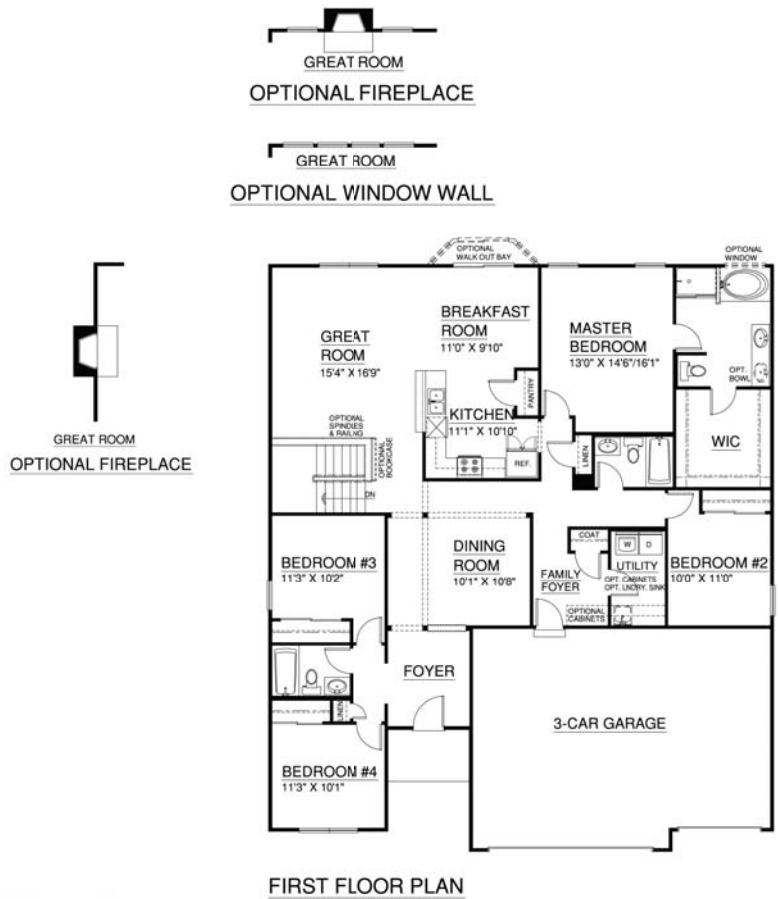 GREAT ROOM
OPTIONAL FIREPLACE
GREAT ROOM
OPTIONAL WINDOW WALL
GREAT ROOM
OPTIONAL FIREPLACE
OPTIONAL
WALK OUT BAY
OPTIONAL
WINDOW
GREAT
ROOM
15'4" X 16'9"
BREAKFAST
ROOM
11'0" X 9'10"
MASTER
BEDROOM
13'0" X 14'6"/16'1"
OPT.
BOWL
PANTRY
KITCHEN
11'1" X 10'10"
OPTIONAL
SPINDLES
& RAILING
OPTIONAL
BOOKCASE
REF.
LINEN
WIC
DN
BEDROOM #3
11'3" X 10'2"
DINING
ROOM
10'1" X 10'8"
COAT
FAMILY
FOYER
OPTIONAL
CABINETS
W
D
UTILITY
OPT. CABINETS
OPT. LNDRY. SINK
BEDROOM #2
10'0" X 11'0"
FOYER
LINEN
3-CAR GARAGE
BEDROOM #4
11'3" X 10'1"
FIRST FLOOR PLAN